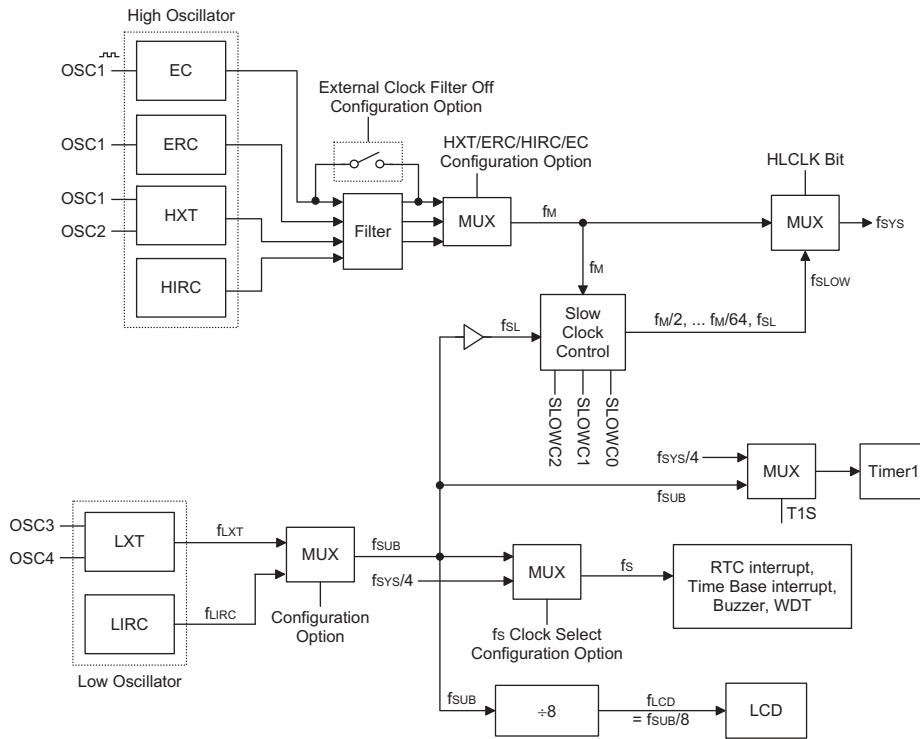 High Oscillator
OSC1
EC
External Clock Filter Off
Configuration Option
OSC1
ERC
HXT/ERC/HIRC/EC
Configuration Option
HLCLK Bit
OSC1
OSC2
HXT
Filter
MUX
fM
MUX
fSYS
HIRC
fM
fSLOW
fSL
Slow
Clock
Control
fM/2, ... fM/64, fSL
SLOWC2
SLOWC1
SLOWC0
fSYS/4
fSUB
MUX
Timer1
T1S
OSC3
OSC4
LXT
fLXT
MUX
fSUB
fSYS/4
MUX
fS
RTC interrupt,
Time Base interrupt,
Buzzer, WDT
LIRC
fLIRC
Configuration
Option
fs Clock Select
Configuration Option
Low Oscillator
fSUB
÷8
fLCD
= fSUB/8
LCD